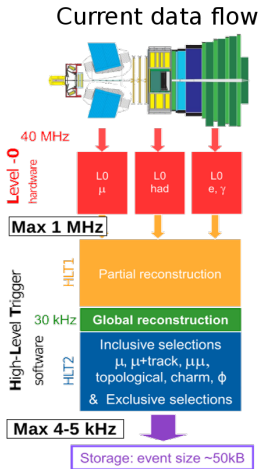 Current data flow
40 MHz
Level -0
hardware
L0
μ
L0
had
L0
e, γ
Max 1 MHz
High-Level Trigger
software
HLT1
Partial reconstruction
30 kHz
Global reconstruction
HLT2
Inclusive selections
μ, μ+track, μμ,
topological, charm, ϕ
& Exclusive selections
Max 4-5 kHz
Storage: event size ~50kB